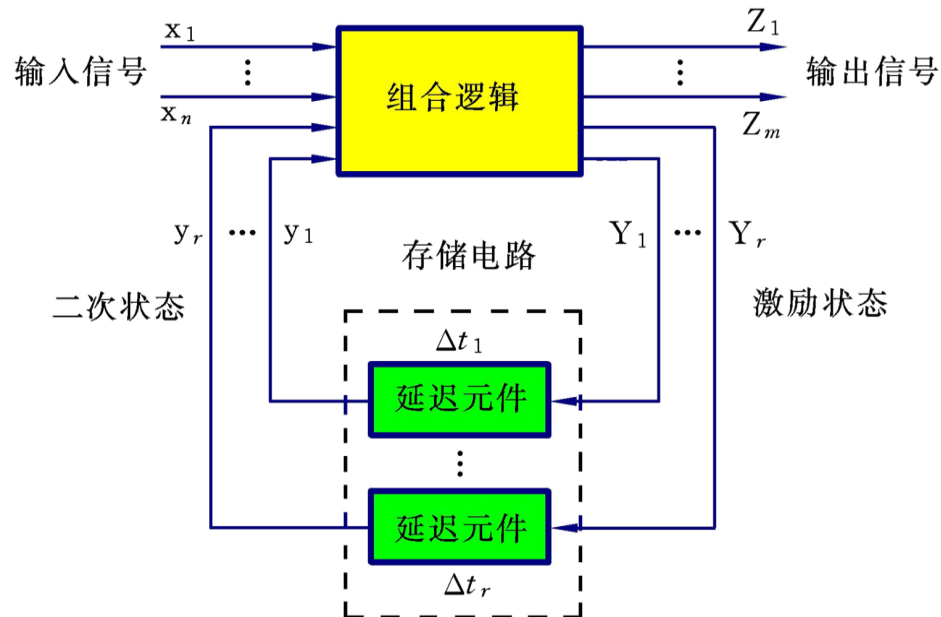 x1
Z1
输入信号
⋮
组合逻辑
⋮
输出信号
xn
Zm
yr ··· y1
Y1 ··· Yr
存储电路
二次状态
激励状态
Δt1
延迟元件
⋮
延迟元件
Δtr